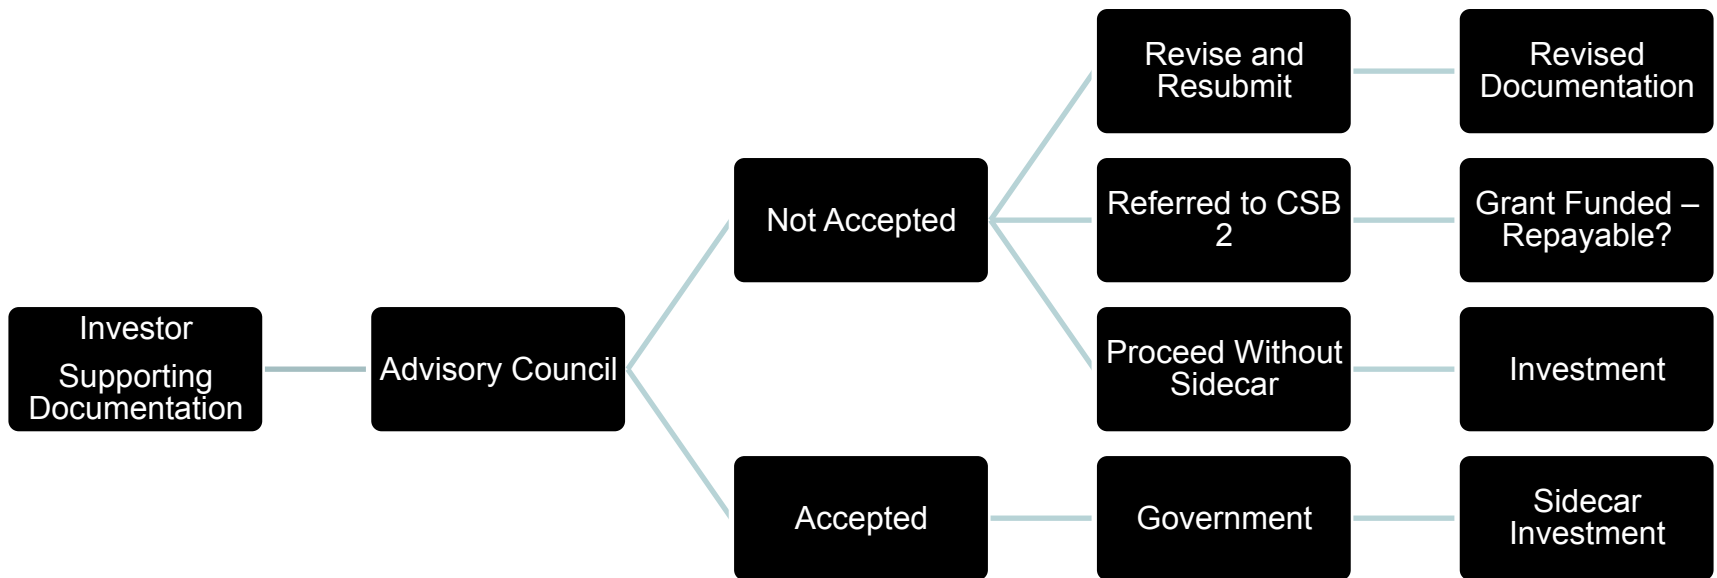 Investor
Supporting
Documentation
Advisory Council
Not Accepted
Revise and
Resubmit
Revised
Documentation
Referred to CSB
2
Grant Funded –
Repayable?
Proceed Without
Sidecar
Investment
Accepted
Government
Sidecar
Investment